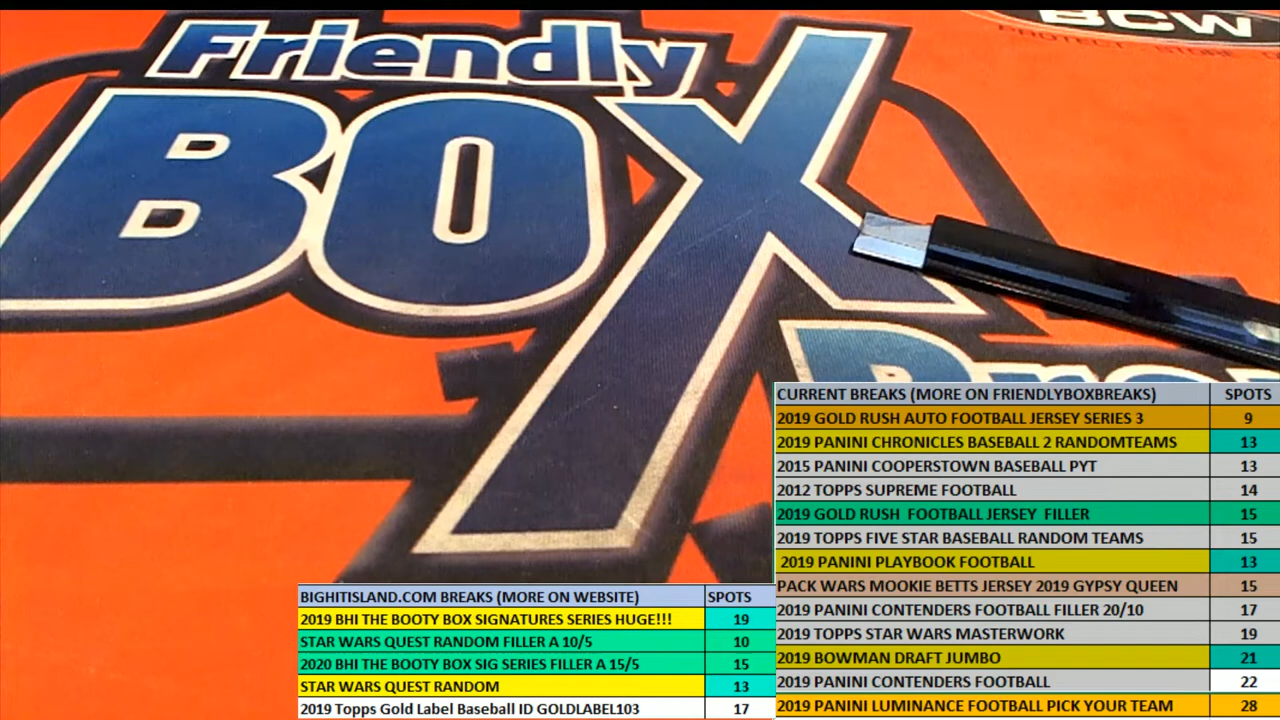 BCW
PROTECT STORE
Friendly
BOX
CURRENT BREAKS (MORE ON FRIENDLYBOXBREAKS) SPOTS
2019 GOLD RUSH AUTO FOOTBALL JERSEY SERIES 3 9
2019 PANINI CHRONICLES BASEBALL 2 RANDOMTEAMS 13
2015 PANINI COOPERSTOWN BASEBALL PYT 13
2012 TOPPS SUPREME FOOTBALL 14
2019 GOLD RUSH FOOTBALL JERSEY FILLER 15
2019 TOPPS FIVE STAR BASEBALL RANDOM TEAMS 15
2019 PANINI PLAYBOOK FOOTBALL 13
PACK WARS MOOKIE BETTS JERSEY 2019 GYPSY QUEEN 15
2019 PANINI CONTENDERS FOOTBALL FILLER 20/10 17
2019 TOPPS STAR WARS MASTERWORK 19
2019 BOWMAN DRAFT JUMBO 21
2019 PANINI CONTENDERS FOOTBALL 22
2019 PANINI LUMINANCE FOOTBALL PICK YOUR TEAM 28
BIGHITISLAND.COM BREAKS (MORE ON WEBSITE) SPOTS
2019 BHI THE BOOTY BOX SIGNATURES SERIES HUGE!!! 19
STAR WARS QUEST RANDOM FILLER A 10/5 10
2020 BHI THE BOOTY BOX SIG SERIES FILLER A 15/5 15
STAR WARS QUEST RANDOM 13
2019 Topps Gold Label Baseball ID GOLDLABEL103 17